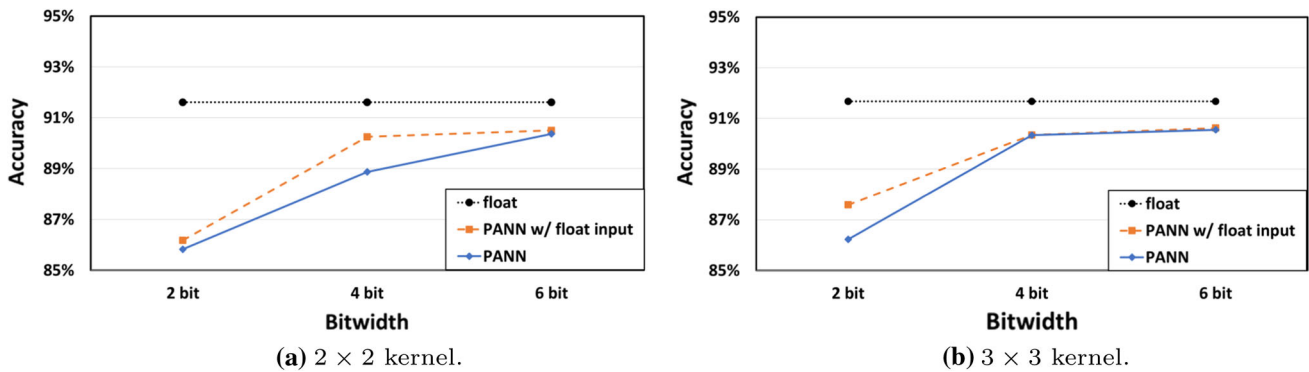 95%
93%
91%
89%
87%
85%
Accuracy
float
PANN w/ float input
PANN
2 bit
4 bit
6 bit
Bitwidth
(a) 2 × 2 kernel.
95%
93%
91%
89%
87%
85%
Accuracy
float
PANN w/ float input
PANN
2 bit
4 bit
6 bit
Bitwidth
(b) 3 × 3 kernel.